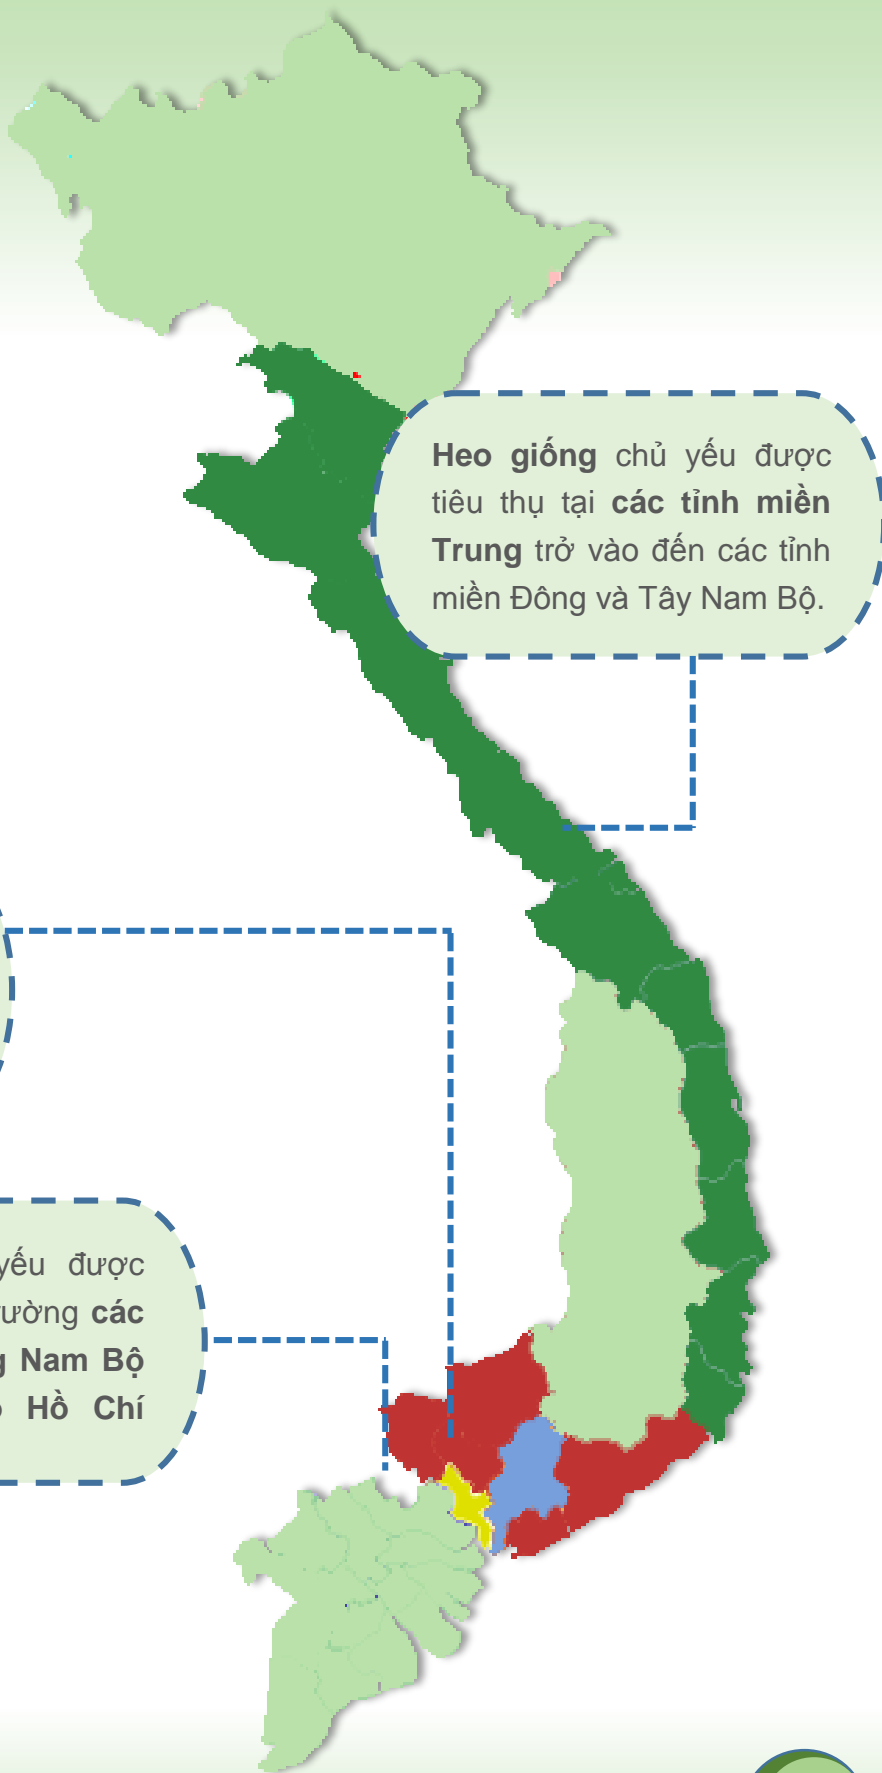 Heo giống chủ yếu được
tiêu thụ tại các tỉnh miền
Trung trở vào đến các tỉnh
miền Đông và Tây Nam Bộ.
yếu được
các
Nam Bộ
Hồ Chí